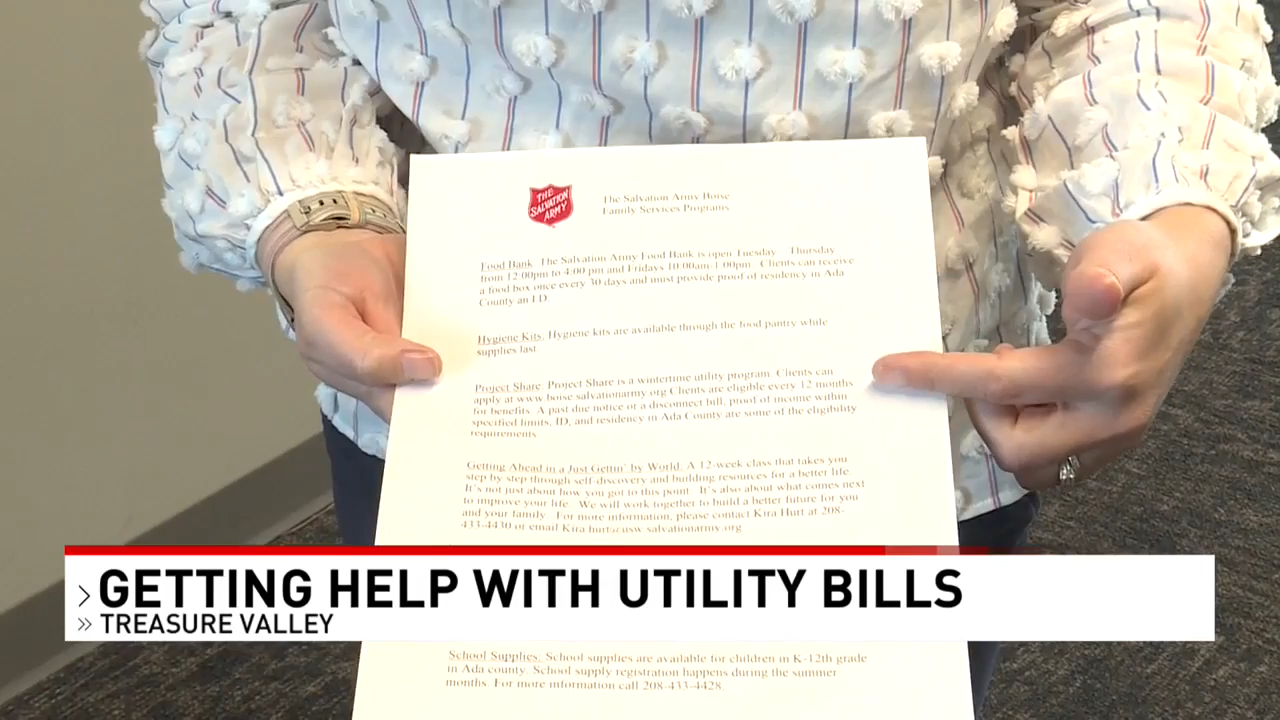 THE
SALVATION
ARMY
The Salvation Army Boise
Family Services Programs
Food Bank. The Salvation Army Food Bank is open Tuesday Thursday
from 12:00pm to 4:00 pm and Fridays 10:00am-1:00pm. Clients can receive
a food box once every 30 days and must provide proof of residency in Ada
County an I.D.
Hygiene Kits. Hygiene kits are available through the food pantry while
supplies last
Project Share. Project Share is a wintertime utility program. Clients can
apply at www.boise.salvationarmy.org Clients are eligible every 12 months
for benefits. A past due notice or a disconnect bill, proof of income within
specified limits, ID, and residency in Ada County are some of the eligibility
requirements
Getting Ahead in a Just Gettin' by World. A 12-week class that takes you
step by step through self-discovery and building resources for a better life.
It's not just about how you got to this point. It's also about what comes next
to improve your life. We will work together to build a better future for you
and your family. For more information, please contact Kira Hurt at 208-
433-4430 or email Kira.hurt@usw.salvationarmy.org
GETTING HELP WITH UTILITY BILLS
TREASURE VALLEY
School Supplies. School supplies are available for children in K-12th grade
in Ada county. School supply registration happens during the summer
months. For more information call 208-433-4428